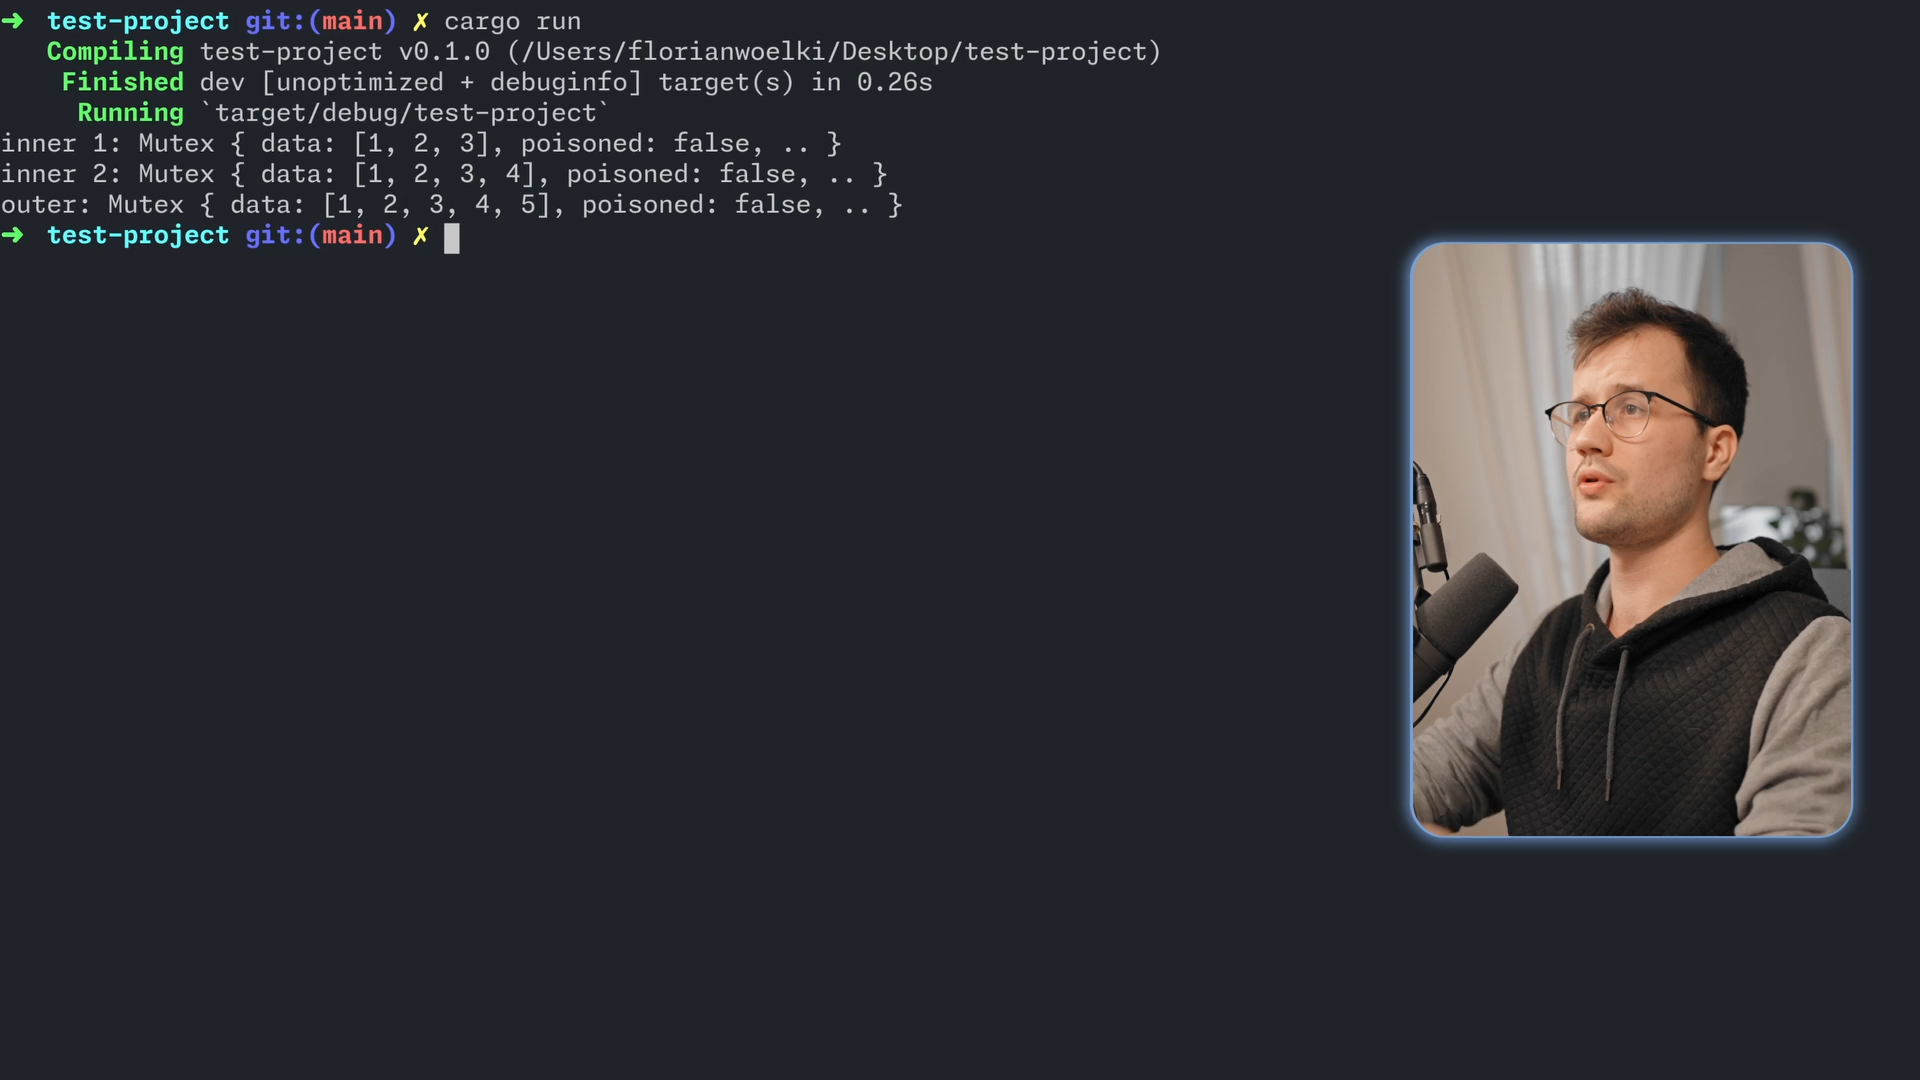 ➜ test-project git:(main) ✗ cargo run
Compiling test-project v0.1.0 (/Users/florianwoelki/Desktop/test-project)
Finished dev [unoptimized + debuginfo] target(s) in 0.26s
Running `target/debug/test-project`
inner 1: Mutex { data: [1, 2, 3], poisoned: false, .. }
inner 2: Mutex { data: [1, 2, 3, 4], poisoned: false, .. }
outer: Mutex { data: [1, 2, 3, 4, 5], poisoned: false, .. }
➜ test-project git:(main) ✗